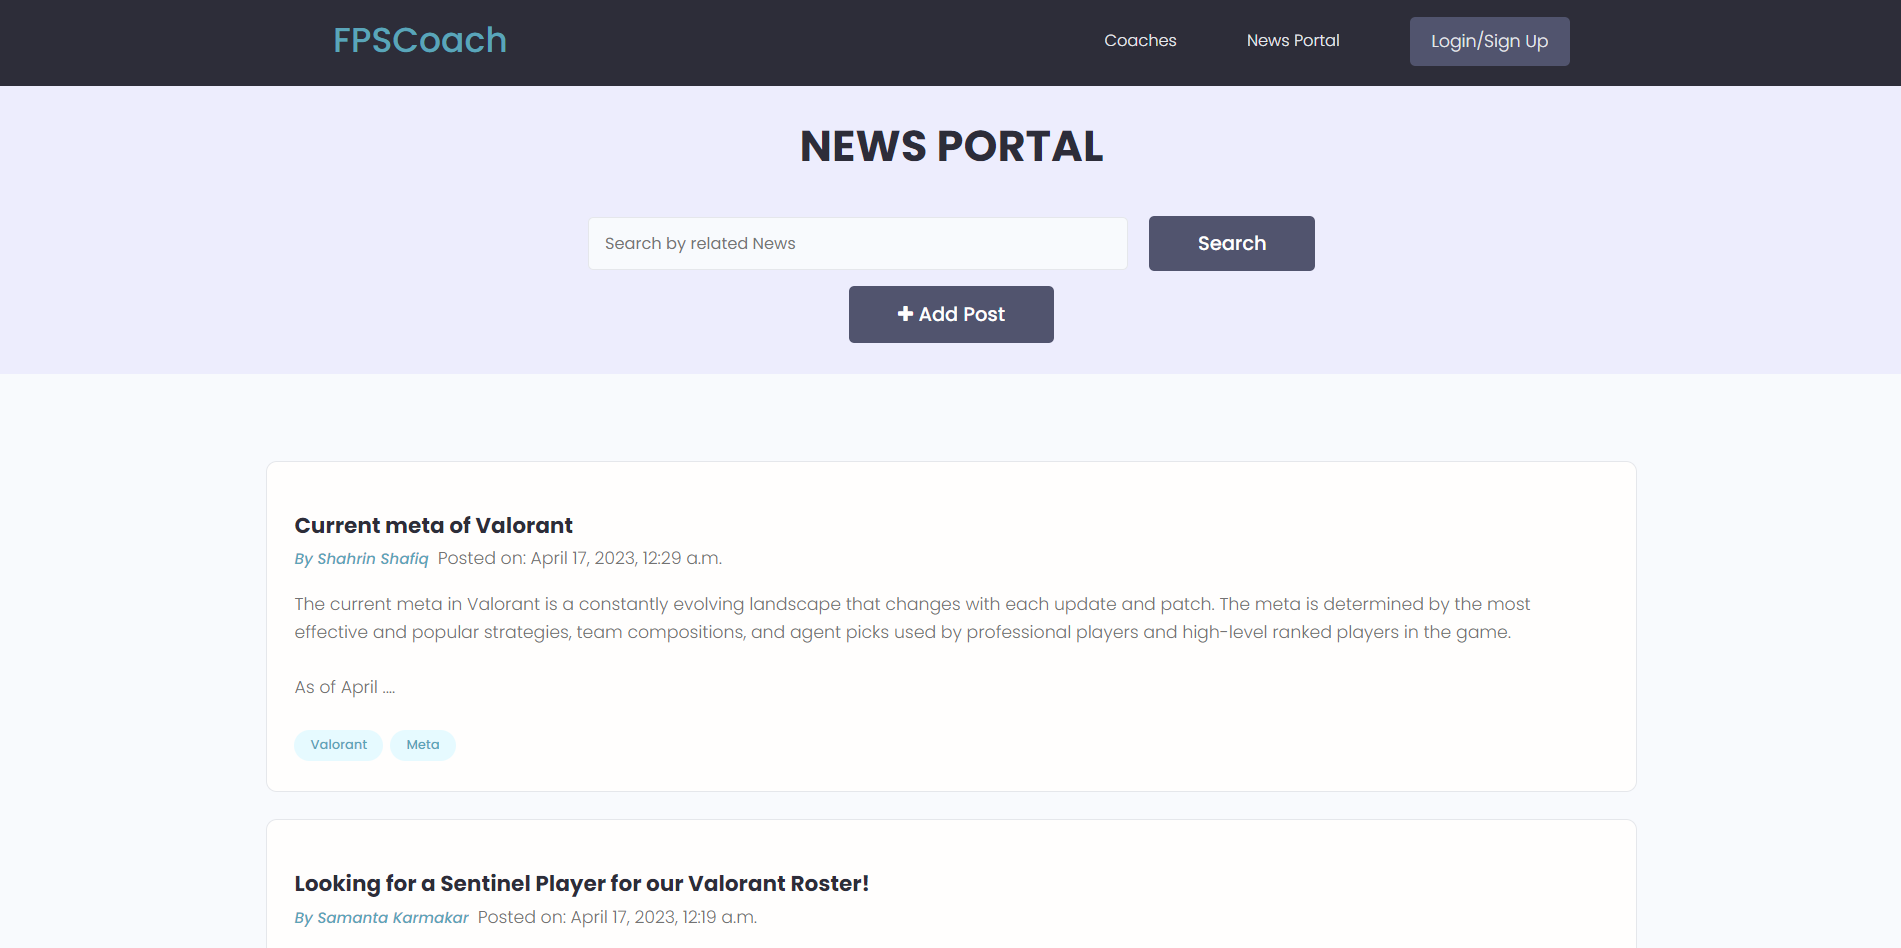 FPSCoach
Coaches
News Portal
Login/Sign Up
NEWS PORTAL
Search by related News
Search
+ Add Post
Current meta of Valorant
By Shahrin Shafiq Posted on: April 17, 2023, 12:29 a.m.
The current meta in Valorant is a constantly evolving landscape that changes with each update and patch. The meta is determined by the most
effective and popular strategies, team compositions, and agent picks used by professional players and high-level ranked players in the game.
As of April ....
Valorant
Meta
Looking for a Sentinel Player for our Valorant Roster!
By Samanta Karmakar Posted on: April 17, 2023, 12:19 a.m.